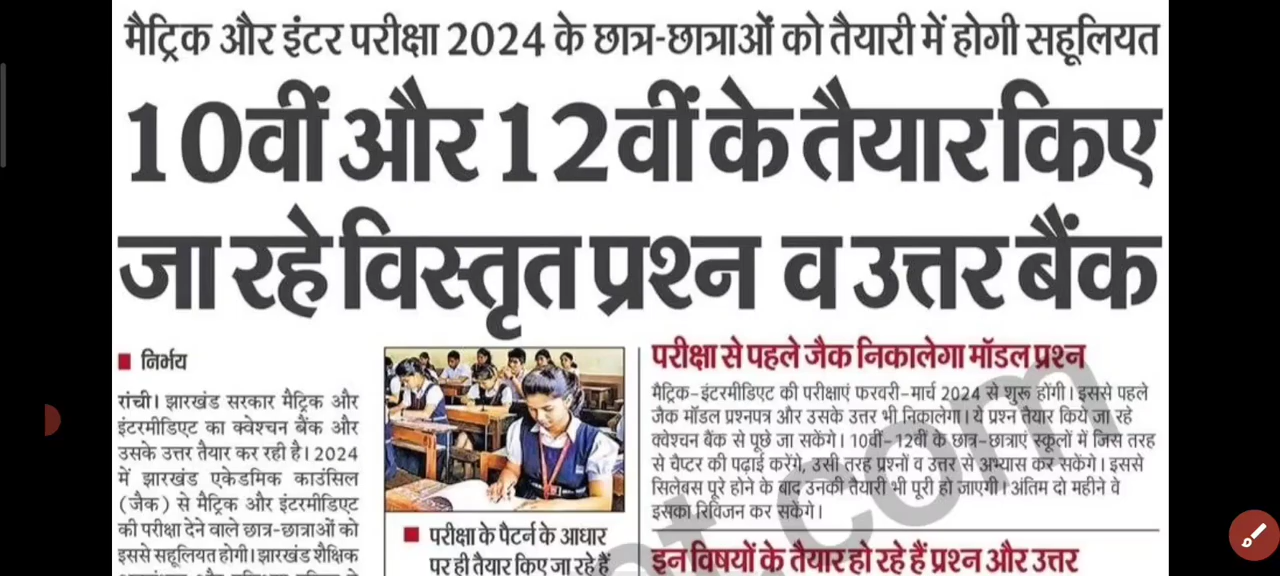 मैट्रिक और इंटर परीक्षा 2024 के छात्र-छात्राओं को तैयारी में होगी सहूलियत
10वीं और 12वीं के तैयार किए
जा रहे विस्तृत प्रश्न व उत्तर बैंक
निर्भय
रांची। झारखंड सरकार मैट्रिक और
इंटरमीडिएट का क्वेश्चन बैंक और
उसके उत्तर तैयार कर रही है। 2024
में झारखंड एकेडमिक काउंसिल
(जैक) से मैट्रिक और इंटरमीडिएट
की परीक्षा देने वाले छात्र-छात्राओं को
इससे सहूलियत होगी। झारखंड शैक्षिक
परीक्षा के पैटर्न के आधार
पर ही तैयार किए जा रहे हैं
परीक्षा से पहले जैक निकालेगा मॉडल प्रश्न
मैट्रिक-इंटरमीडिएट की परीक्षाएं फरवरी-मार्च 2024 से शुरू होंगी। इससे पहले
जैक मॉडल प्रश्नपत्र और उसके उत्तर भी निकालेगा। ये प्रश्न तैयार किये जा रहे
क्वेश्चन बैंक से पूछे जा सकेंगे। 10वीं-12वीं के छात्र-छात्राएं स्कूलों में जिस तरह
से चैप्टर की पढ़ाई करेंगे, उसी तरह प्रश्नों व उत्तर से अभ्यास कर सकेंगे। इससे
सिलेबस पूरे होने के बाद उनकी तैयारी भी पूरी हो जाएगी। अंतिम दो महीने वे
इसका रिविजन कर सकेंगे।
इन विषयों के तैयार हो रहे हैं प्रश्न और उत्तर